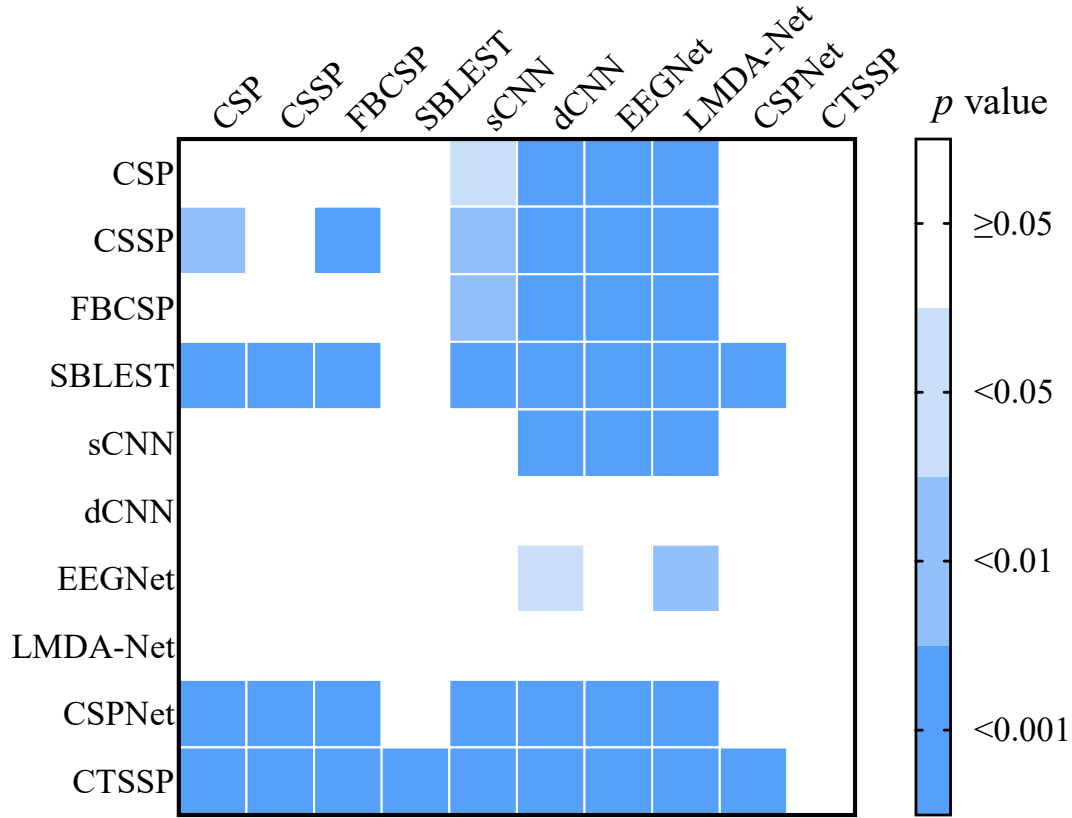 CSP
CSSP
FBCSP
SBLEST
sCNN
dCNN
EEGNet
LMDA-Net
CSPNet
CTSSP
p value
CSP
CSSP
FBCSP
SBLEST
sCNN
dCNN
EEGNet
LMDA-Net
CSPNet
CTSSP
≥0.05
<0.05
<0.01
<0.001